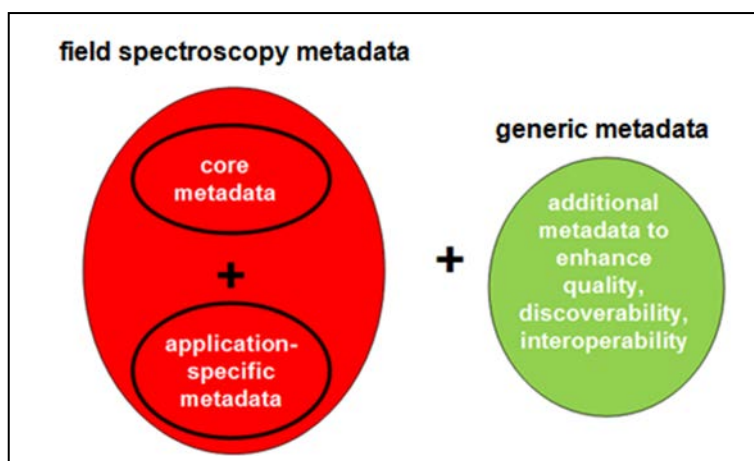 field spectroscopy metadata
core
metadata
+
application-
specific
metadata
+
generic metadata
additional
metadata to
enhance
quality,
discoverability,
interoperability